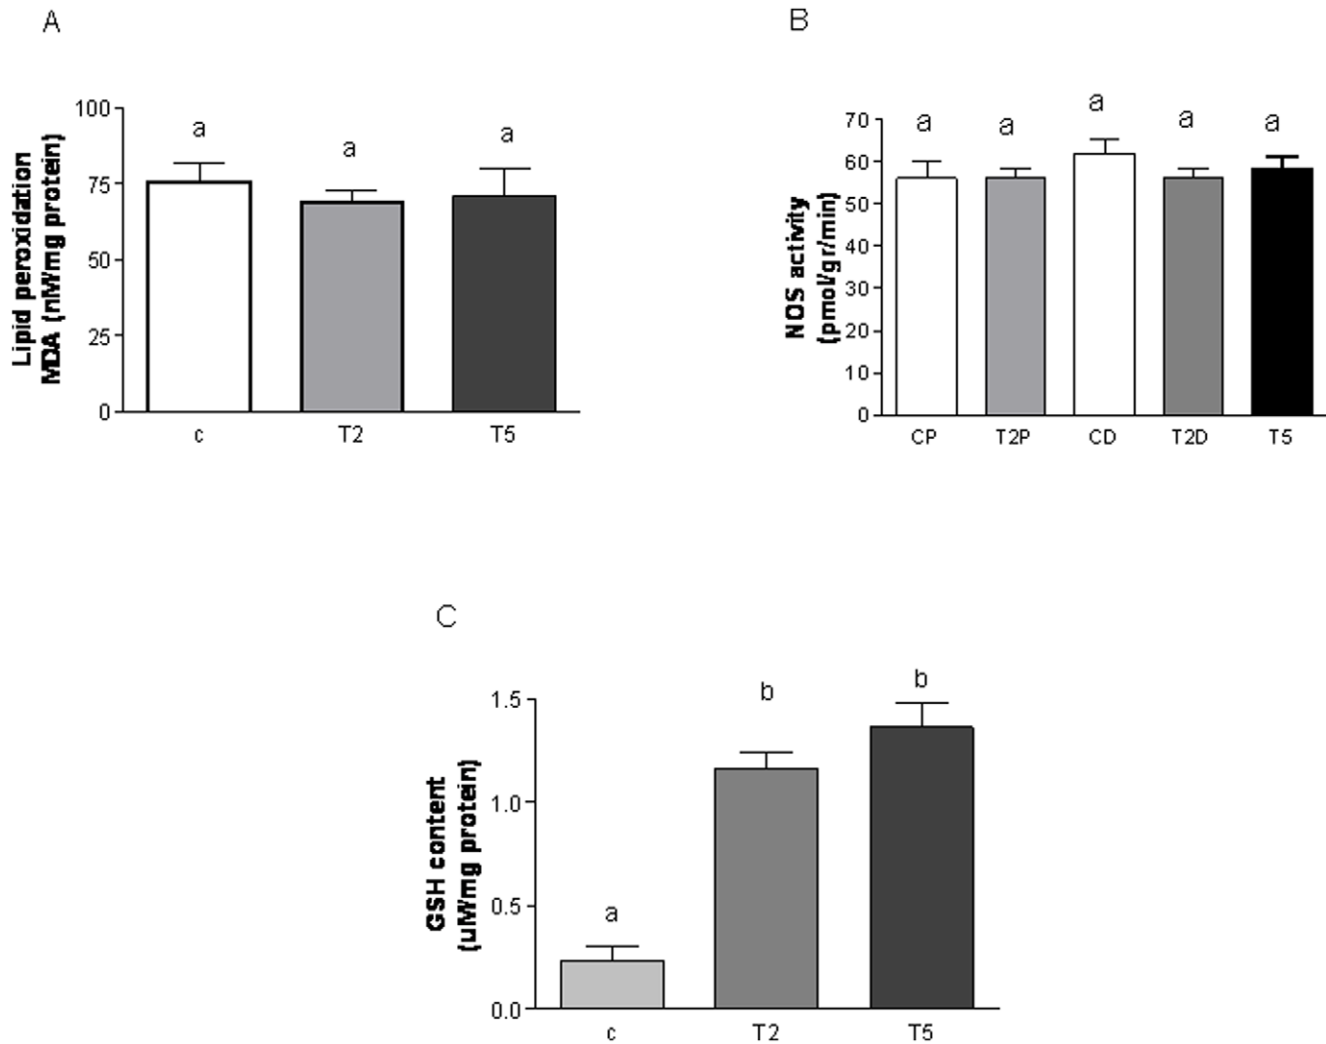 A
Lipid peroxidation
MDA (nM/mg protein)
100
75
50
25
0
a
a
a
c
T2
T5
B
NOS activity
(pmol/gr/min)
70
60
50
40
30
20
10
0
a
a
a
a
a
CP
T2P
CD
T2D
T5
C
GSH content
(uM/mg protein)
1.5
1.0
0.5
0.0
a
b
b
c
T2
T5